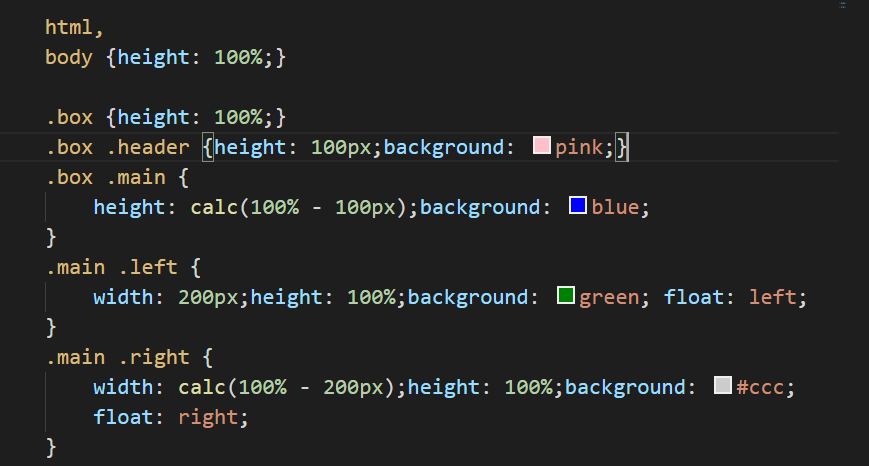 html,
body {height: 100%;}
.box {height: 100%;}
.box .header {height: 100px;background: pink;}
.box .main {
height: calc(100% - 100px);background: blue;
}
.main .left {
width: 200px;height: 100%;background: green; float: left;
}
.main .right {
width: calc(100% - 200px);height: 100%;background: #ccc;
float: right;
}